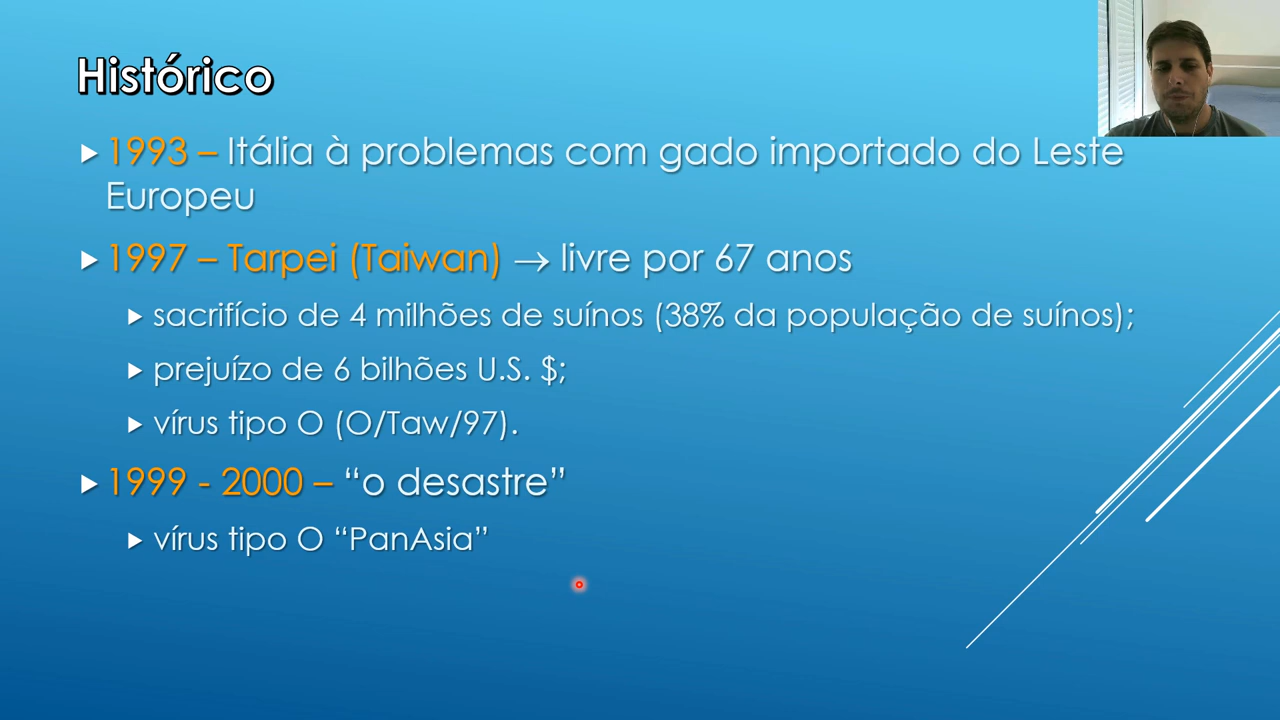 Histórico
1993 – Itália à problemas com gado importado do Leste
Europeu
1997 – Tarpei (Taiwan) → livre por 67 anos
sacrifício de 4 milhões de suínos (38% da população de suínos);
prejuízo de 6 bilhões U.S. $;
vírus tipo O (O/Taw/97).
1999 - 2000 – “o desastre”
vírus tipo O “PanAsia”